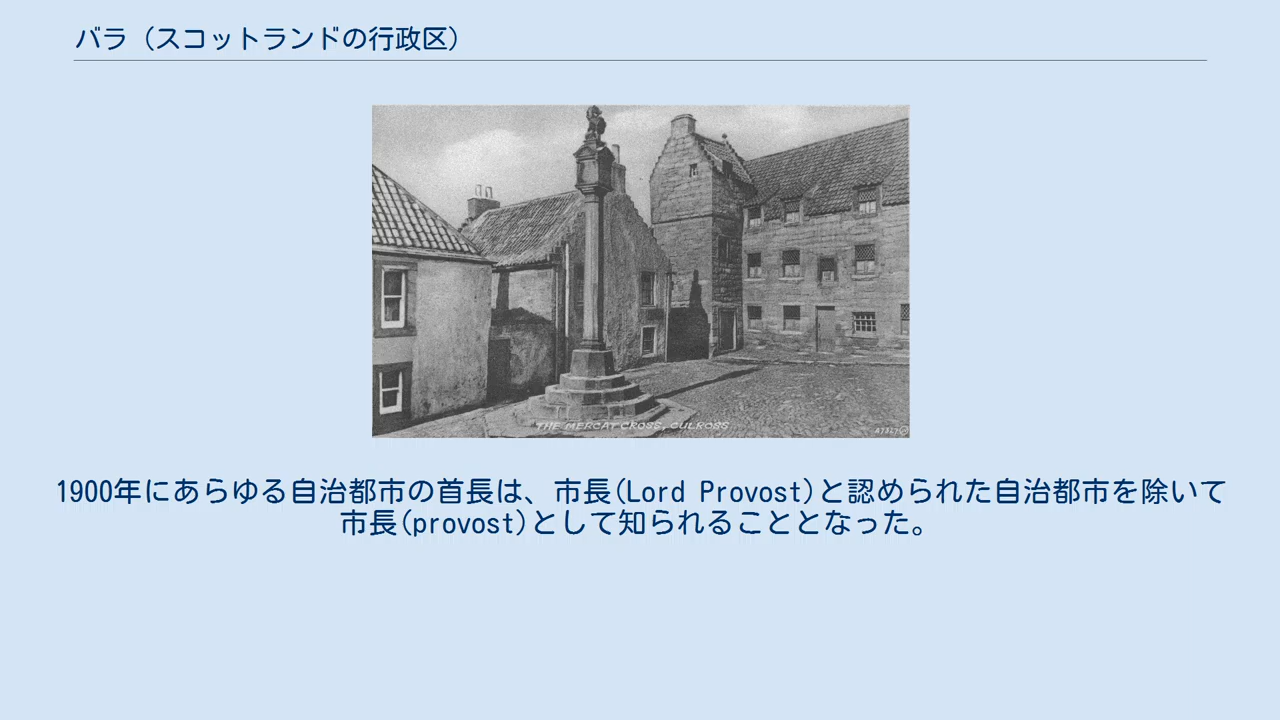 バラ（スコットランドの行政区）
THE MERCAT CROSS, CULROSS
1900年にあらゆる自治都市の首長は、市長(Lord Provost)と認められた自治都市を除いて
市長(provost)として知られることとなった。